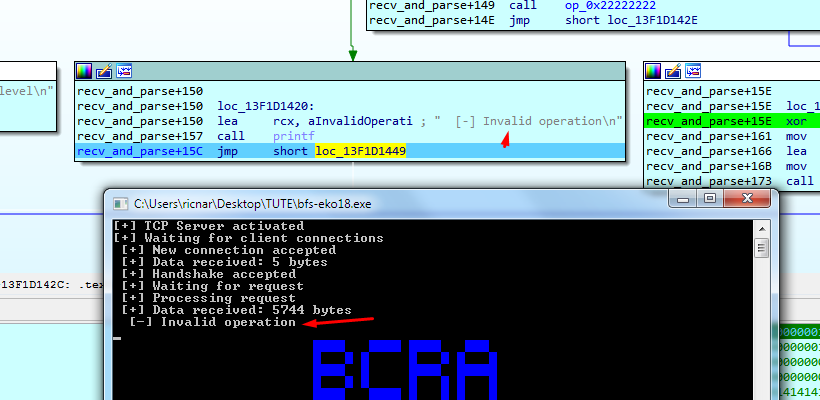 recv_and_parse+149 call op_0x22222222
recv_and_parse+14E jmp short loc_13F1D142E
level\n"
recv_and_parse+150
recv_and_parse+150 loc_13F1D1420:
recv_and_parse+150 lea rcx, aInvalidOperati ; " [-] Invalid operation\n"
recv_and_parse+157 call printf
recv_and_parse+15C jmp short loc_13F1D1449
recv_and_parse+15E
recv_and_parse+15E loc_1
recv_and_parse+15E xor
recv_and_parse+161 mov
recv_and_parse+166 lea
recv_and_parse+16B mov
recv_and_parse+173 call
C:\Users\ricnar\Desktop\TUTE\bfs-eko18.exe
[+] TCP Server activated
[+] Waiting for client connections
[+] New connection accepted
[+] Data received: 5 bytes
[+] Handshake accepted
[+] Waiting for request
[+] Processing request
[+] Data received: 5744 bytes
[-] Invalid operation
BCRA
13F1D142C: .te